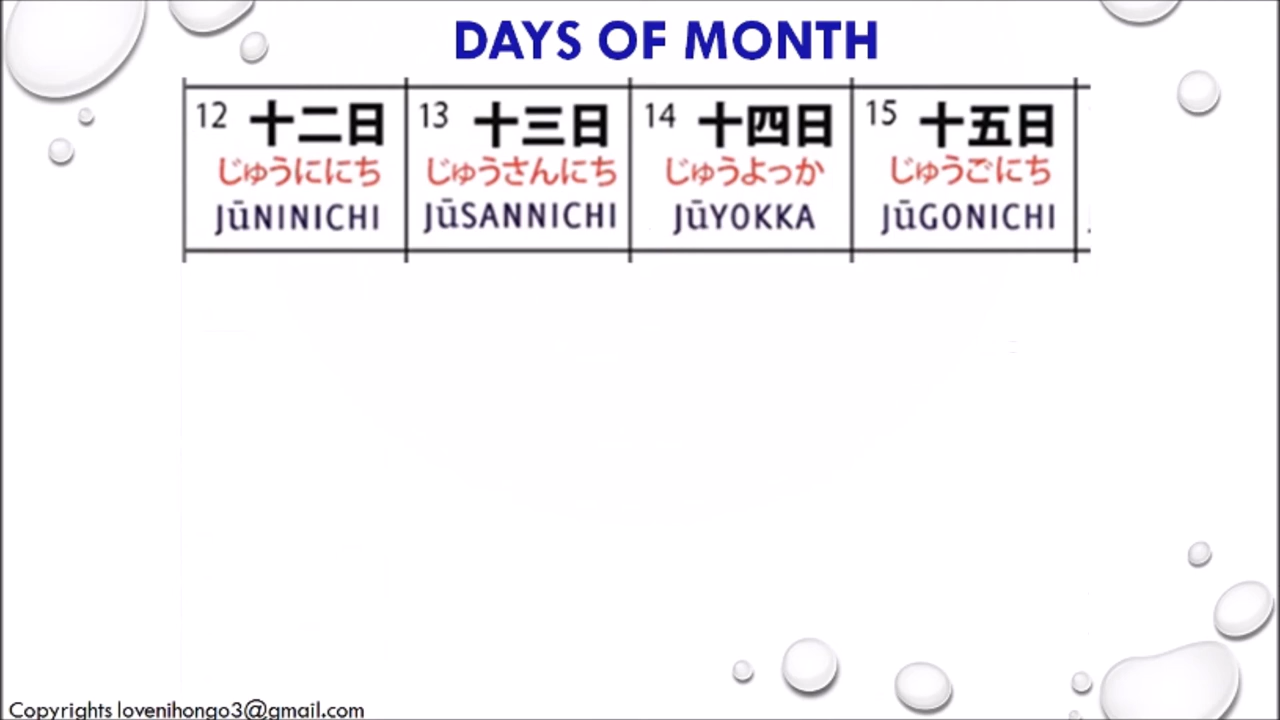 DAYS OF MONTH
12 十二日
じゅうににち
JūNINICHI
13 十三日
じゅうさんにち
JūSANNICHI
14 十四日
じゅうよっか
JūYOKKA
15 十五日
じゅうごにち
JūGONICHI
Copyrights lovenihongo3@gmail.com